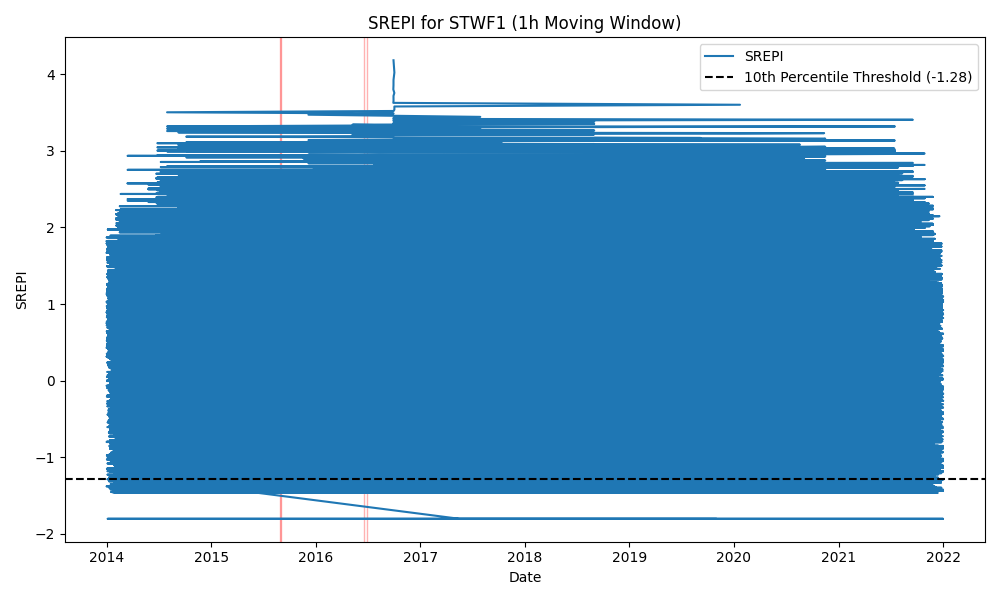 SREPI for STWF1 (1h Moving Window)
SREPI
10th Percentile Threshold (-1.28)
4
3
2
1
0
−1
−2
SREPI
2014 2015 2016 2017 2018 2019 2020 2021 2022
Date